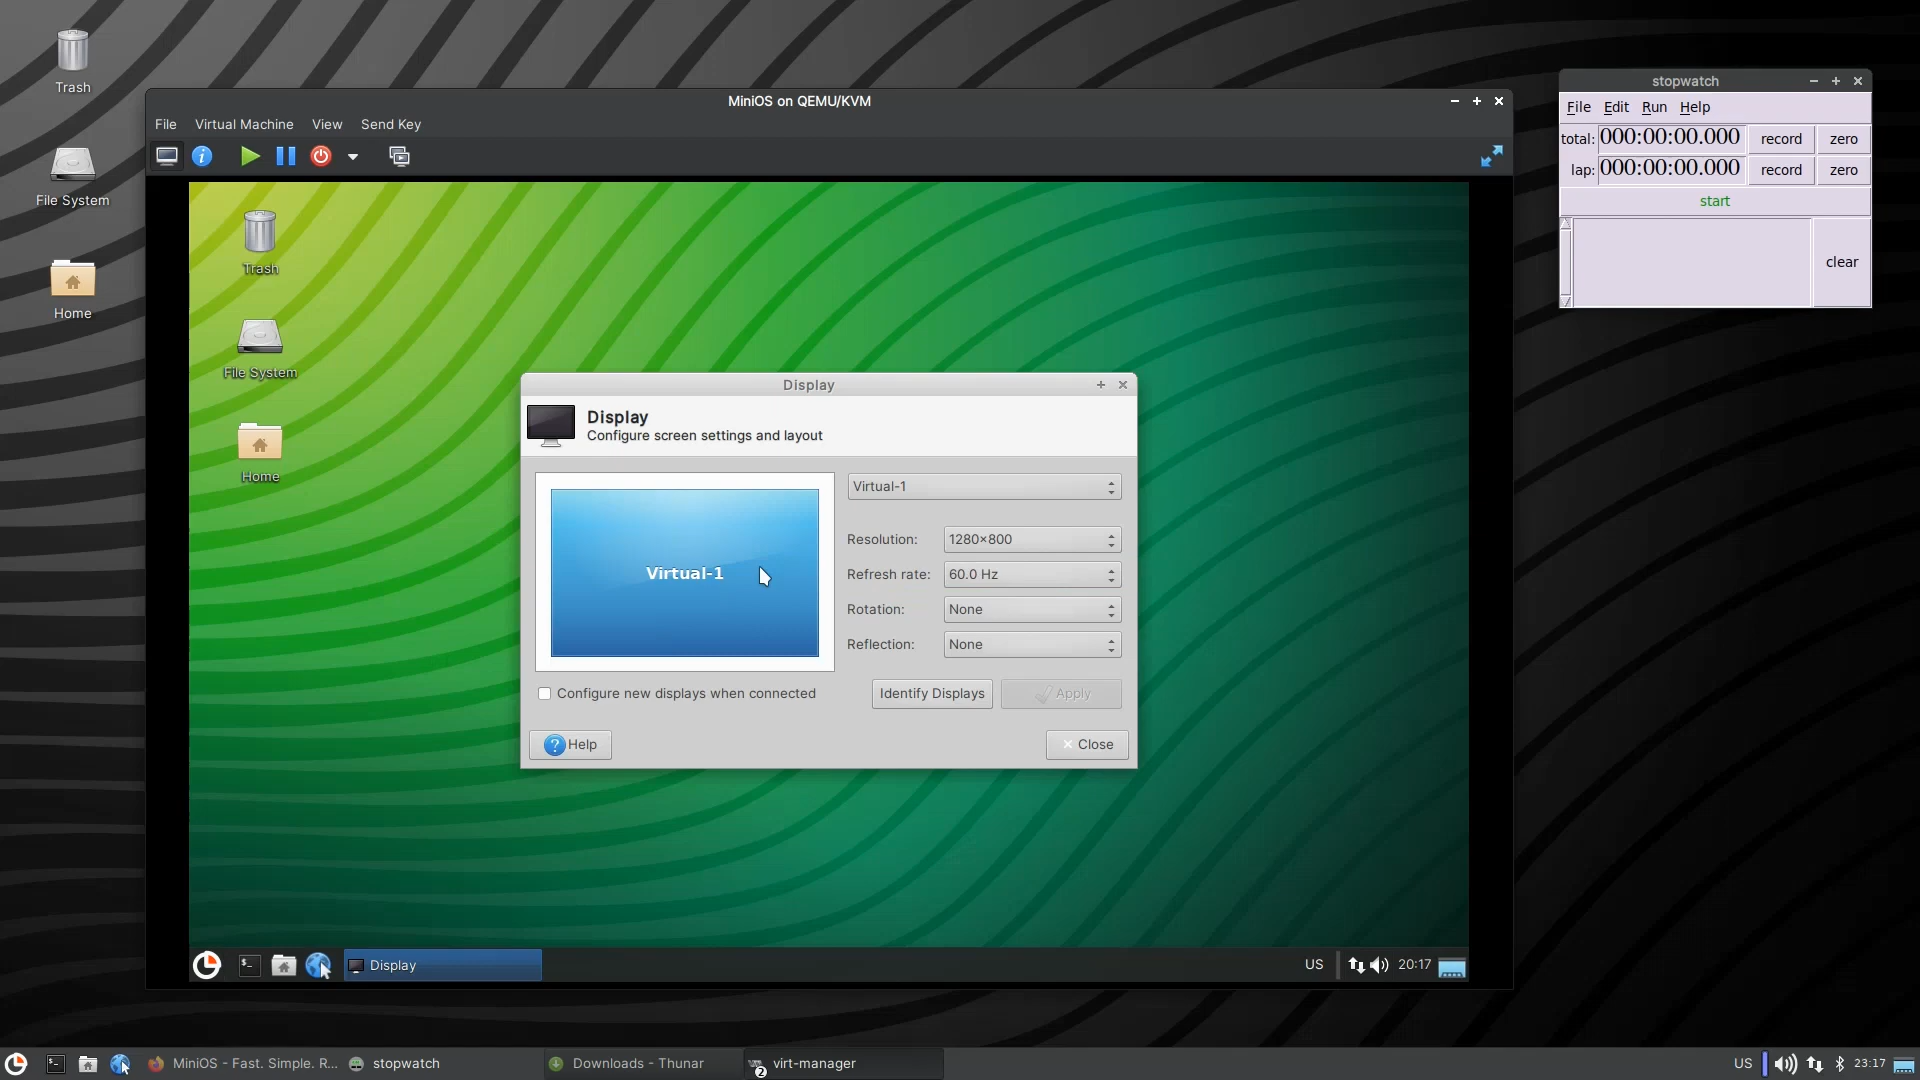 Trash
File System
Home
MiniOS on QEMU/KVM
File Virtual Machine View Send Key
Trash
File System
Home
Display
Display
Configure screen settings and layout
Virtual-1
Virtual-1
Resolution: 1280×800
Refresh rate: 60.0 Hz
Rotation: None
Reflection: None
Configure new displays when connected
Identify Displays
Apply
Help
Close
Display
US
20:17
stopwatch
File Edit Run Help
total: 000:00:00.000 record zero
lap: 000:00:00.000 record zero
start
clear
MiniOS - Fast. Simple. R...
stopwatch
Downloads - Thunar
2
virt-manager
US
23:17